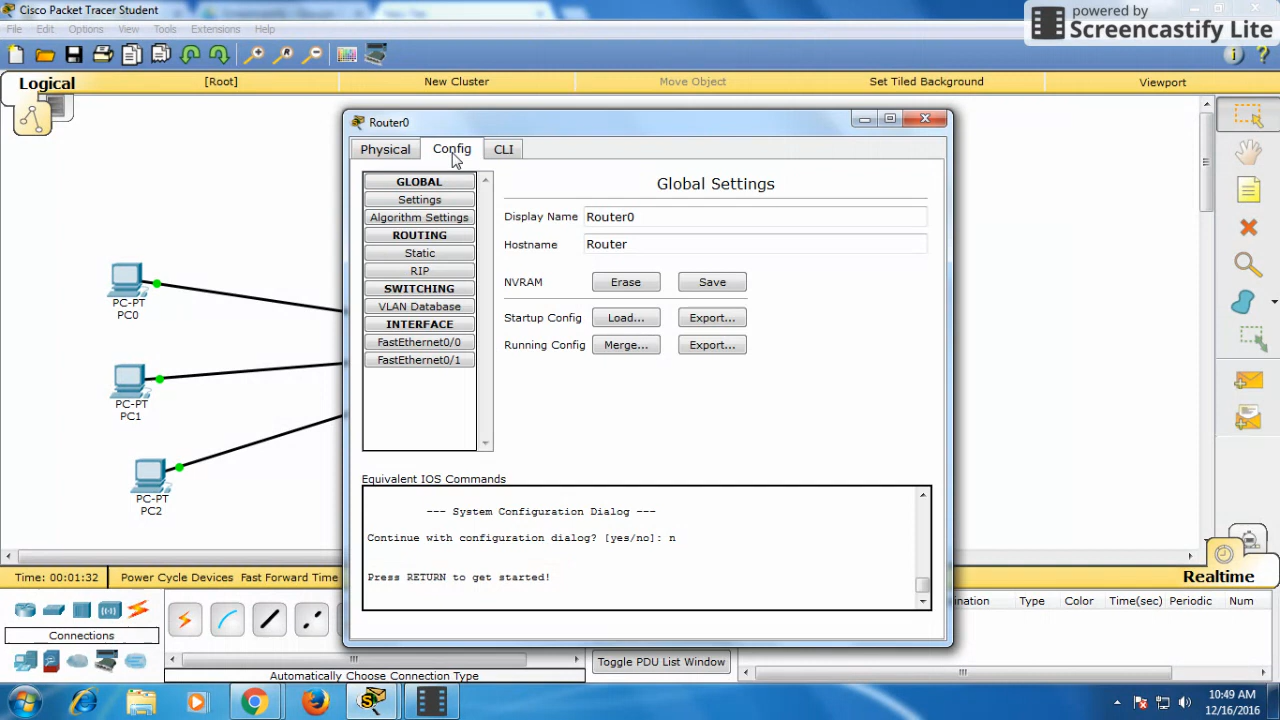 Cisco Packet Tracer Student
powered by
Screencastify Lite
File Edit Options View Tools Extensions Help
Logical [Root] New Cluster Move Object Set Tiled Background Viewport
Router0
Physical Config CLI
GLOBAL
Settings
Algorithm Settings
ROUTING
Static
RIP
SWITCHING
VLAN Database
INTERFACE
FastEthernet0/0
FastEthernet0/1
Global Settings
Display Name Router0
Hostname Router
NVRAM Erase Save
Startup Config Load... Export...
Running Config Merge... Export...
Equivalent IOS Commands
--- System Configuration Dialog ---
Continue with configuration dialog? [yes/no]: n
Press RETURN to get started!
PC-PT
PC0
PC-PT
PC1
PC-PT
PC2
Time: 00:01:32 Power Cycle Devices Fast Forward Time
Realtime
Connections
Automatically Choose Connection Type
Toggle PDU List Window
ination Type Color Time(sec) Periodic Num
10:49 AM
12/16/2016